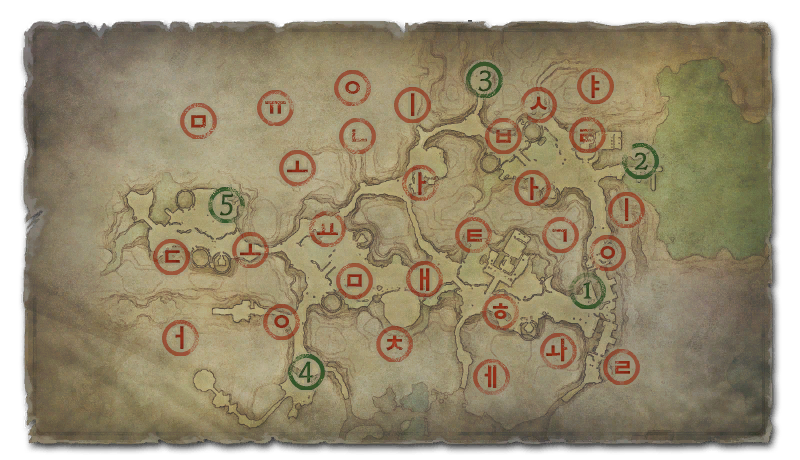 3
ㅑ
ㅇ
ㅣ
ㅅ
ㅠ
ㅁ
ㅂ
ㄹ
2
ㅗ
ㅏ
ㅑ
5
ㅣ
ㅛ
ㅌ
ㄱ
ㅗ
ㅇ
ㄷ
ㅐ
ㅁ
1
ㅎ
ㅇ
ㅓ
ㅊ
ㅘ
ㄹ
4
ㅔ